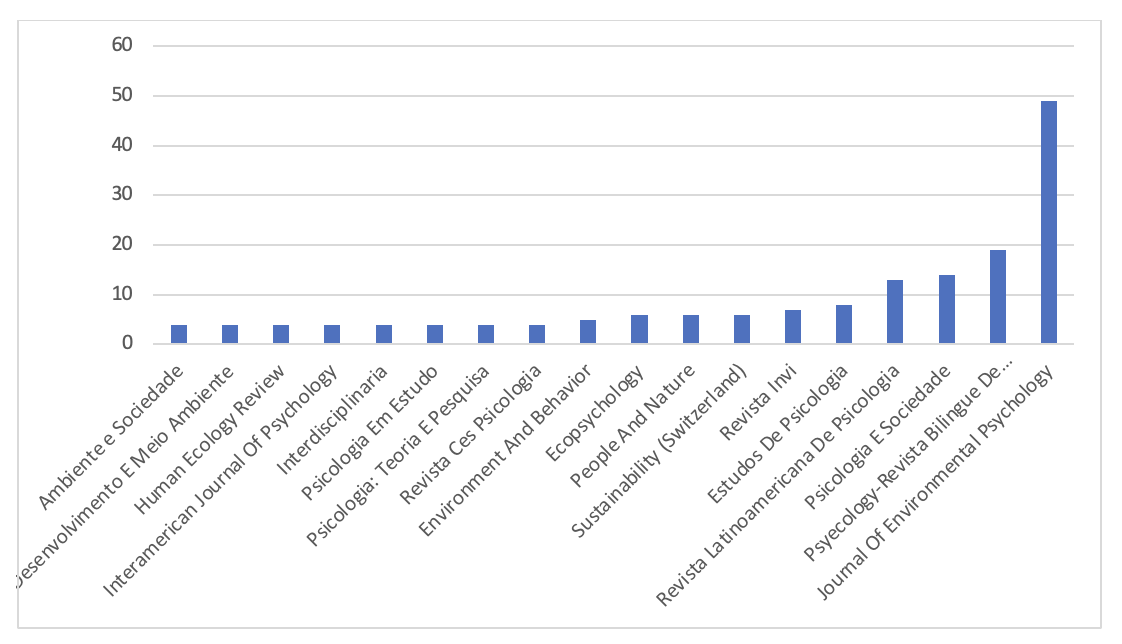 60
50
40
30
20
10
0
Ambiente e Sociedade
Desenvolvimento E Meio Ambiente
Human Ecology Review
Interamerican Journal Of Psychology
Interdisciplinaria
Psicologia Em Estudo
Psicologia: Teoria E Pesquisa
Revista Ces Psicologia
Environment And Behavior
Ecopsychology
People And Nature
Sustainability (Switzerland)
Revista Invi
Estudos De Psicologia
Revista Latinoamericana De Psicologia
Psicologia E Sociedade
Psyecology-Revista Bilingue De...
Journal Of Environmental Psychology